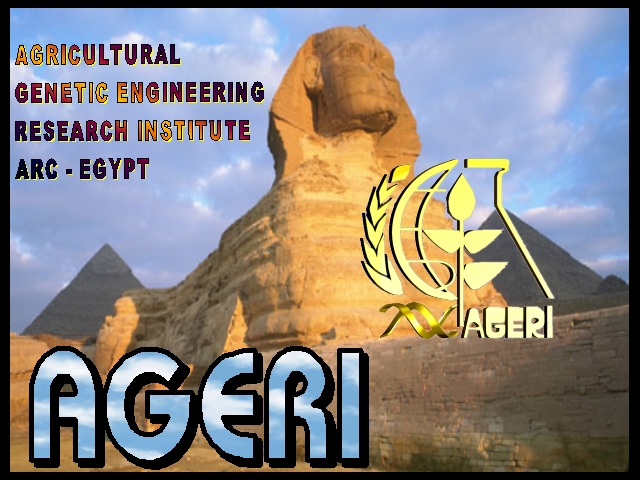 AGRICULTURAL
GENETIC ENGINEERING
RESEARCH INSTITUTE
ARC - EGYPT
AGERI
AGERI